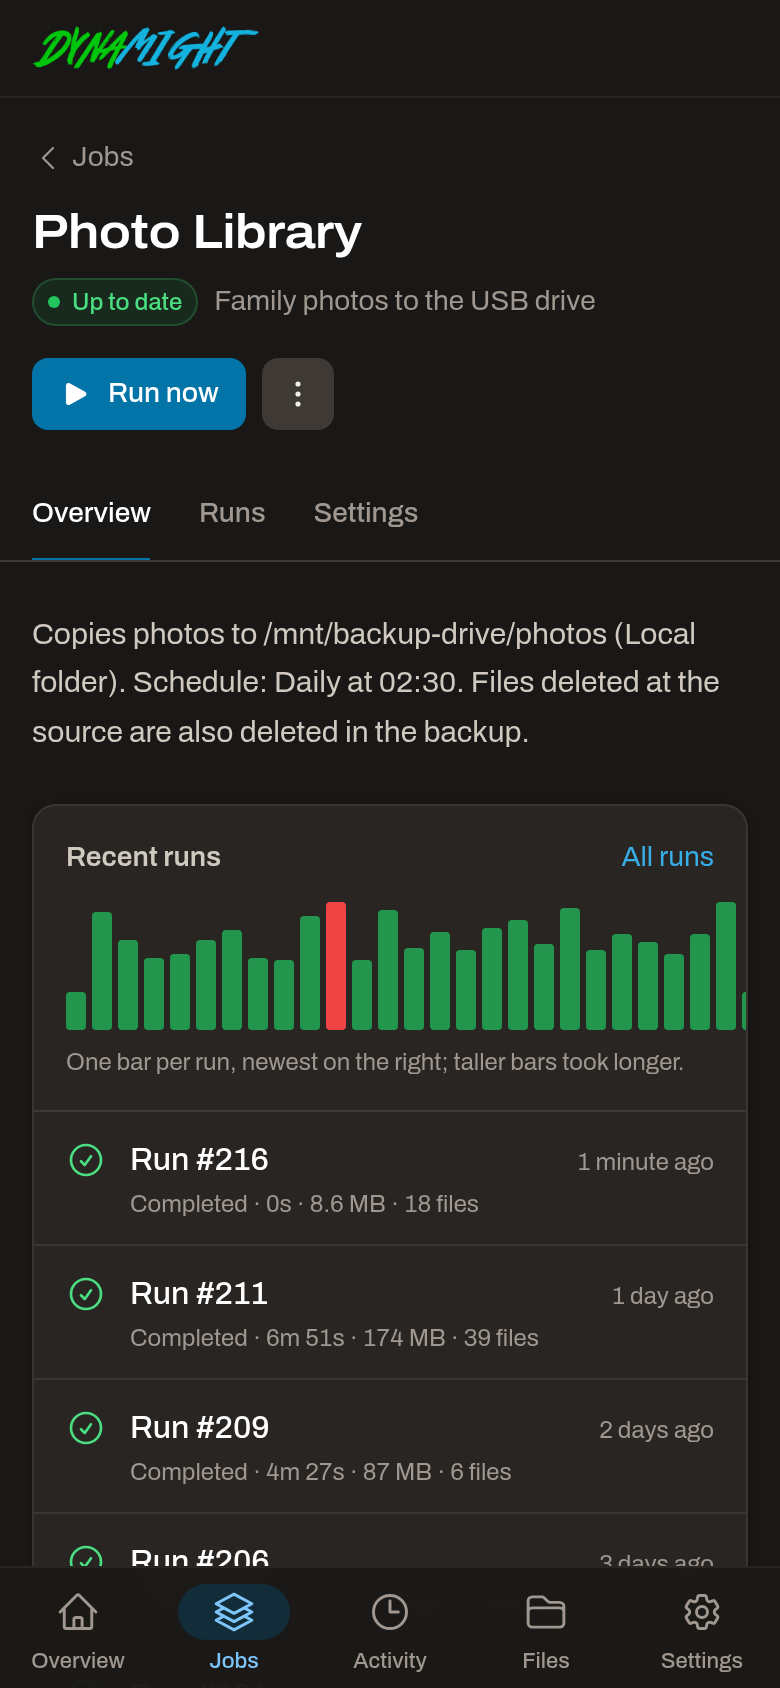 DYNAMIGHT
Jobs
Photo Library
Up to date
Family photos to the USB drive
Run now
Overview
Runs
Settings
Copies photos to /mnt/backup-drive/photos (Local
folder). Schedule: Daily at 02:30. Files deleted at the
source are also deleted in the backup.
Recent runs
All runs
One bar per run, newest on the right; taller bars took longer.
Run #216
1 minute ago
Completed · 0s · 8.6 MB · 18 files
Run #211
1 day ago
Completed · 6m 51s · 174 MB · 39 files
Run #209
2 days ago
Completed · 4m 27s · 87 MB · 6 files
Run #206
3 days ago
Overview
Jobs
Activity
Files
Settings